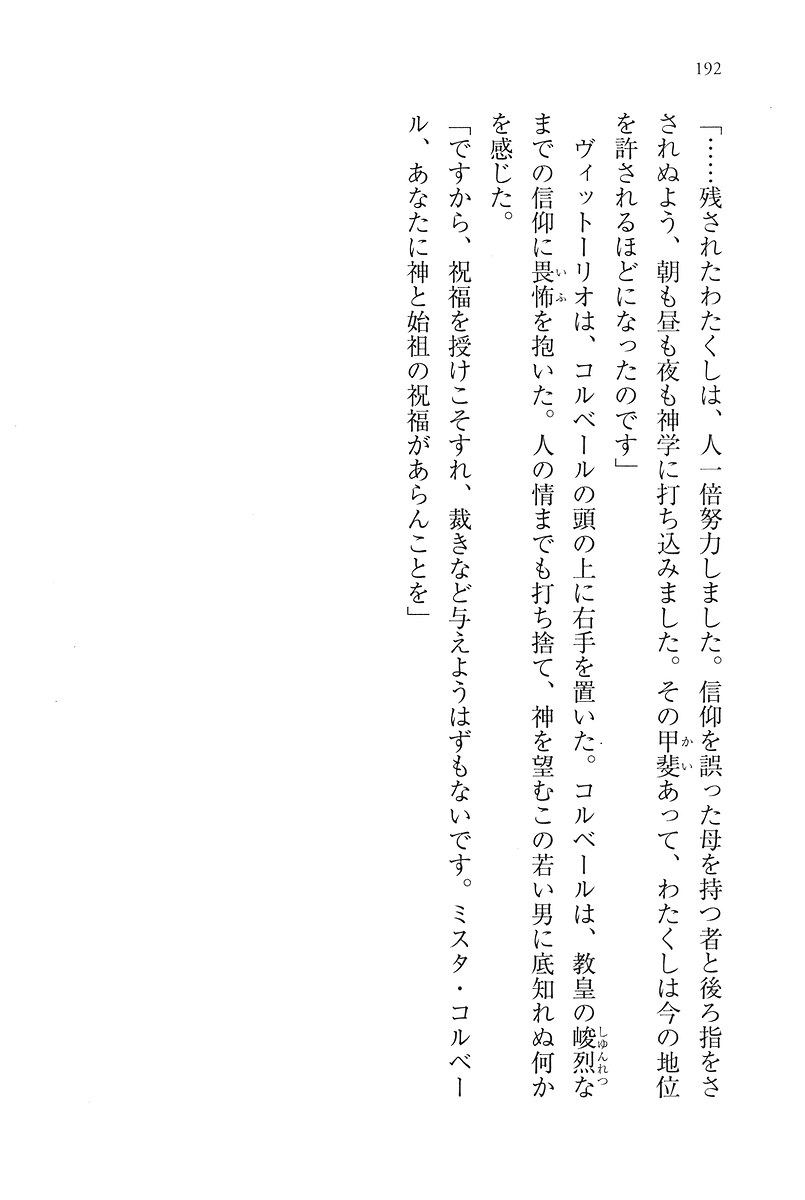 192
「……残されたわたくしは、人一倍努力しました。信仰を誤った母を持つ者と後ろ指をさ
されぬよう、朝も昼も夜も神学に打ち込みました。その甲斐あって、わたくしは今の地位
を許されるほどになったのです」
　ヴィットーリオは、コルベールの頭の上に右手を置いた。コルベールは、教皇の峻烈な
までの信仰に畏怖を抱いた。人の情までも打ち捨て、神を望むこの若い男に底知れぬ何か
を感じた。
「ですから、祝福を授けこそすれ、裁きなど与えようはずもないです。ミスタ・コルベー
ル、あなたに神と始祖の祝福があらんことを」